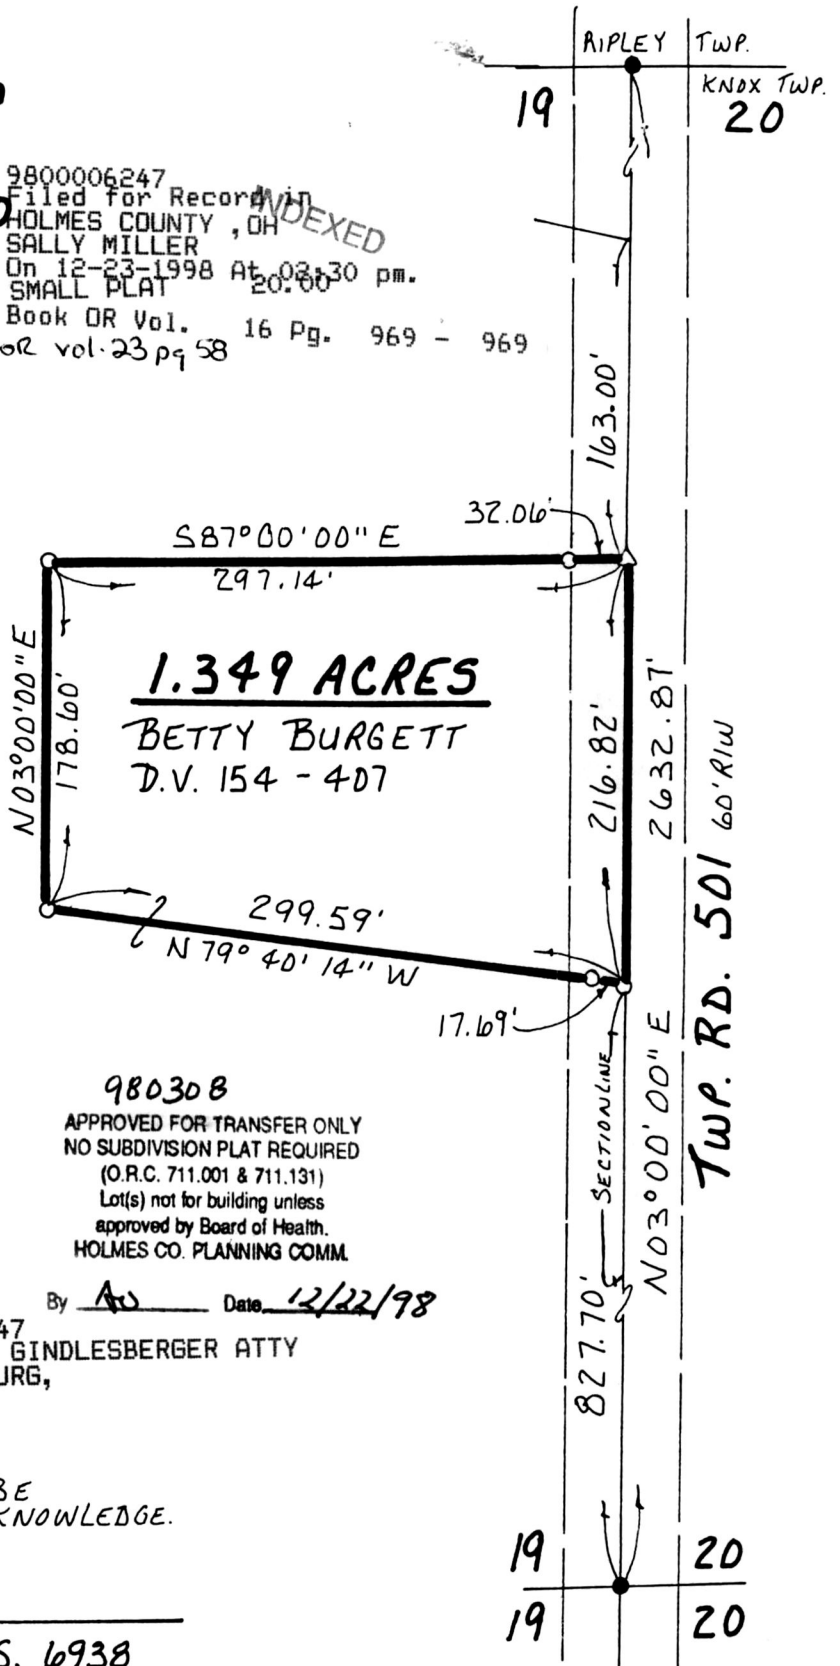 RIPLEY TWP.
KNOX TWP.
19 20
9800006247
Filed for Record in
HOLMES COUNTY , OH
INDEXED
SALLY MILLER
On 12-23-1998 At 03:30 pm.
SMALL PLAT 20.00
Book OR Vol. 16 Pg. 969 - 969
OR vol. 23 pg 58
163.00'
S87°00'00" E
32.06'
297.14'
N03°00'00" E
178.60'
1.349 ACRES
BETTY BURGETT
D.V. 154 - 407
216.82'
2632.87'
TWP. RD. 501 60' R/W
299.59'
N 79° 40' 14" W
17.69'
SECTION LINE
N03°00'00" E
827.70'
980308
APPROVED FOR TRANSFER ONLY
NO SUBDIVISION PLAT REQUIRED
(O.R.C. 711.001 & 711.131)
Lot(s) not for building unless
approved by Board of Health.
HOLMES CO. PLANNING COMM.
By Date 12/22/98
47
GINDLESBERGER ATTY
URG,
BE
KNOWLEDGE.
19 20
19 20
S. 6938